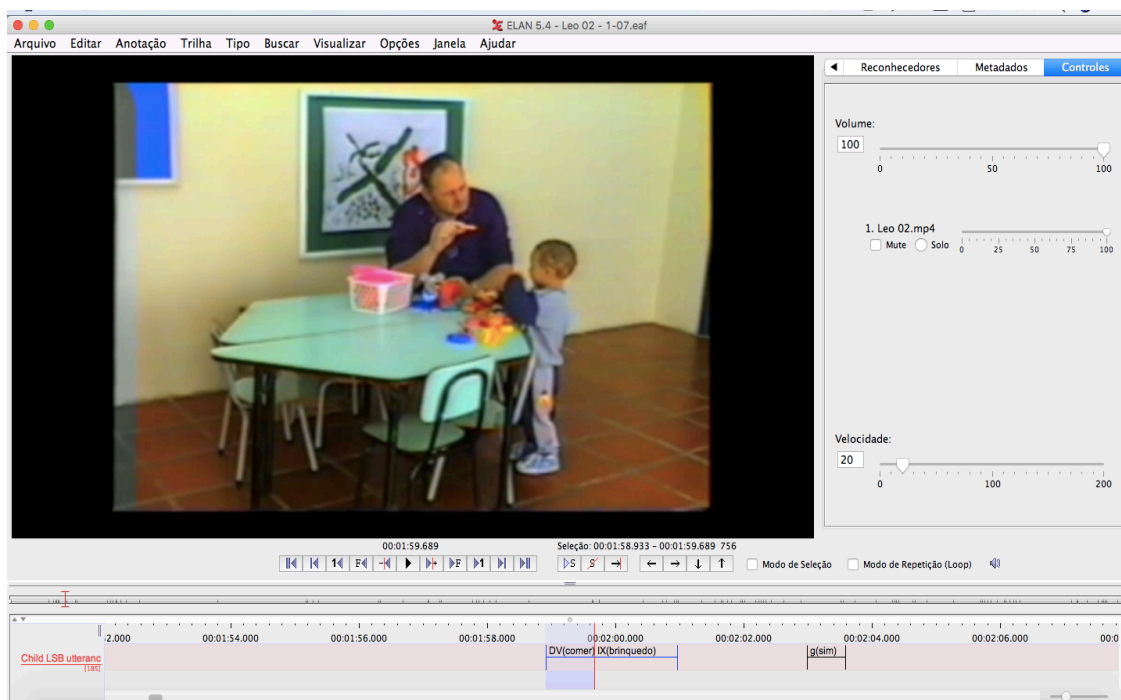 ELAN 5.4 - Leo 02 - 1-07.eaf
Arquivo Editar Anotação Trilha Tipo Buscar Visualizar Opções Janela Ajudar
Reconhecedores Metadados Controles
Volume:
100
0 50 100
1. Leo 02.mp4
Mute Solo
0 25 50 75 100
Velocidade:
20
0 100 200
00:01:59.689
Seleção: 00:01:58.933 - 00:01:59.689 756
1 F - + F 1 S S
Modo de Seleção
Modo de Repetição (Loop)
2.000 00:01:54.000 00:01:56.000 00:01:58.000 00:02:00.000 00:02:02.000 00:02:04.000 00:02:06.000 00:0
Child LSB utteranc
[185]
DV(comer) IX(brinquedo) g(sim)